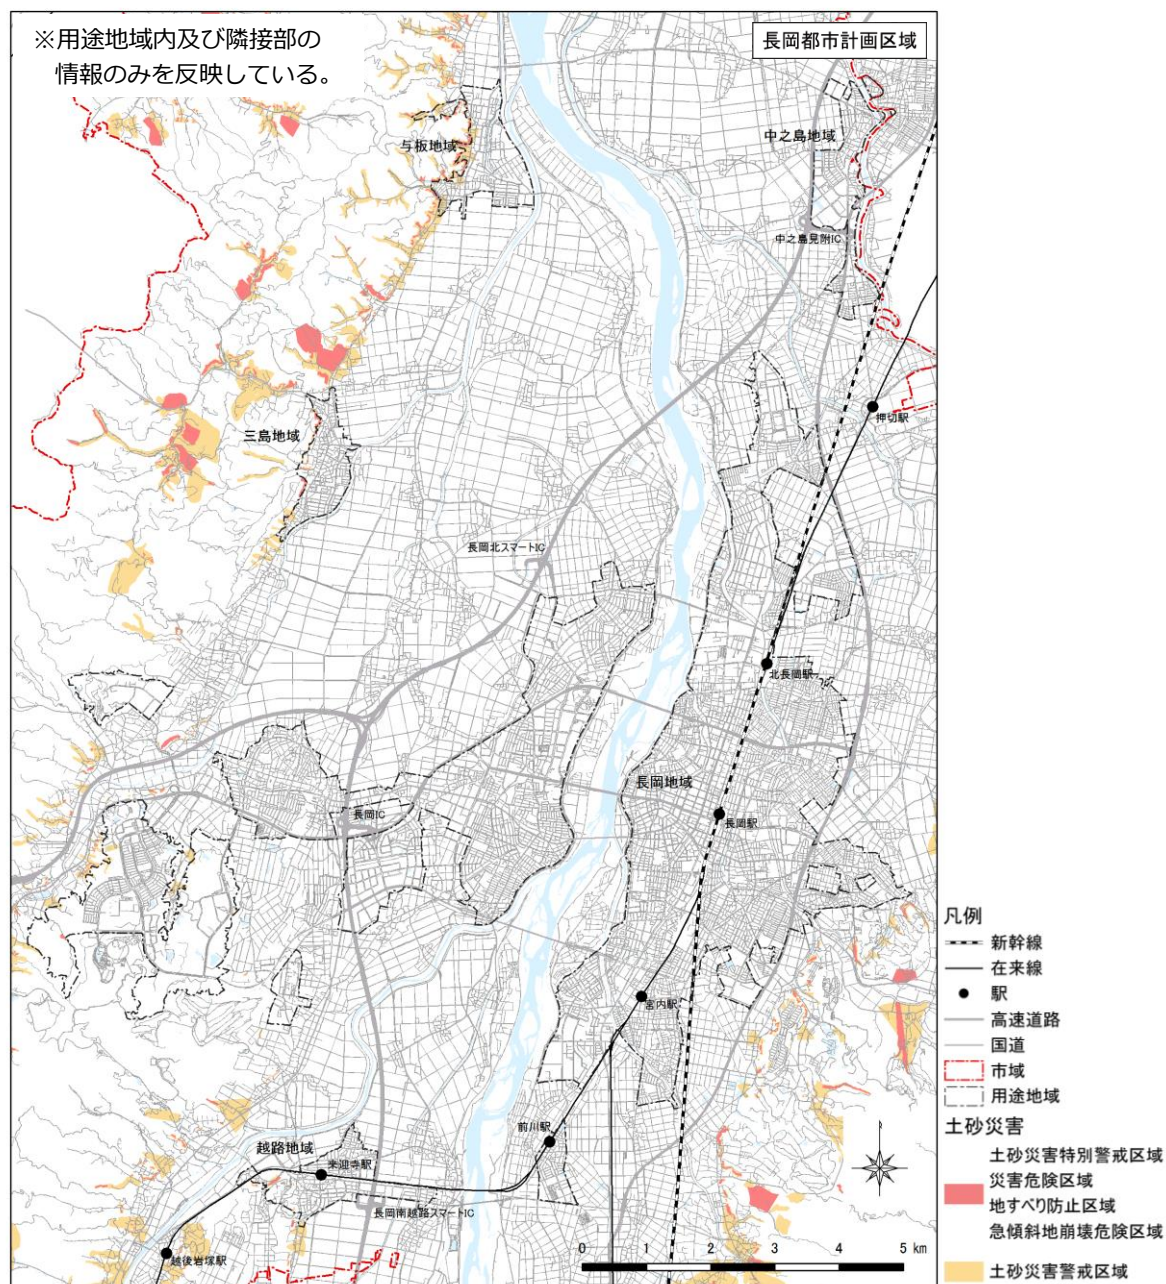 ※用途地域内及び隣接部の
情報のみを反映している。
長岡都市計画区域
中之島地域
与板地域
中之島見附IC
押切駅
三島地域
長岡北スマートIC
北長岡駅
長岡地域
長岡IC
長岡駅
宮内駅
前川駅
越路地域
来迎寺駅
長岡南越路スマートIC
越後岩塚駅
0 1 2 3 4 5 km
凡例
新幹線
在来線
駅
高速道路
国道
市域
用途地域
土砂災害
土砂災害特別警戒区域
災害危険区域
地すべり防止区域
急傾斜地崩壊危険区域
土砂災害警戒区域